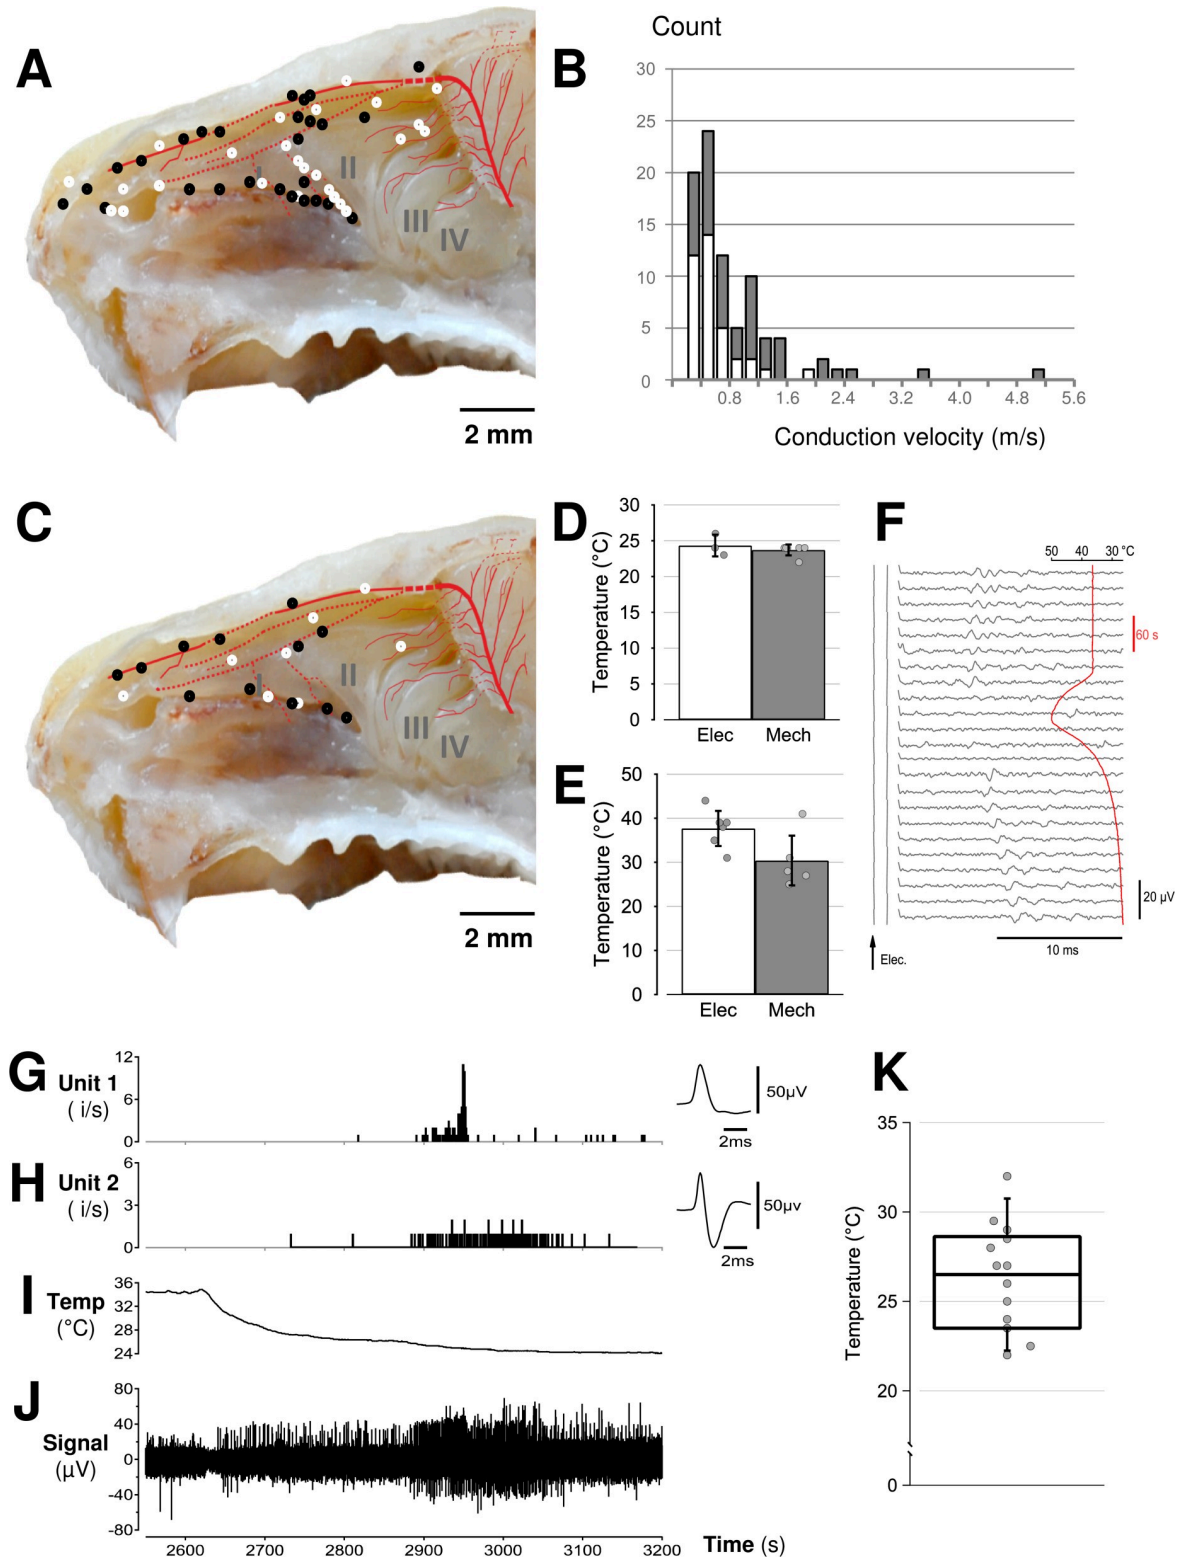 A
I
II
III
IV
2 mm
B
Count
30
25
20
15
10
5
0
0.8 1.6 2.4 3.2 4.0 4.8 5.6
Conduction velocity (m/s)
C
I
II
III
IV
2 mm
D
Temperature (°C)
30
25
20
15
10
5
0
Elec Mech
E
Temperature (°C)
50
40
30
20
10
0
Elec Mech
F
50 40 30 °C
60 s
20 µV
10 ms
Elec.
G
Unit 1
( i/s)
12
6
0
50µV
2ms
H
Unit 2
( i/s)
6
3
0
50µv
2ms
I
Temp
(°C)
36
32
28
24
J
Signal
(µV)
80
40
0
-40
-80
2600 2700 2800 2900 3000 3100 3200
Time (s)
K
Temperature (°C)
35
30
25
20
0